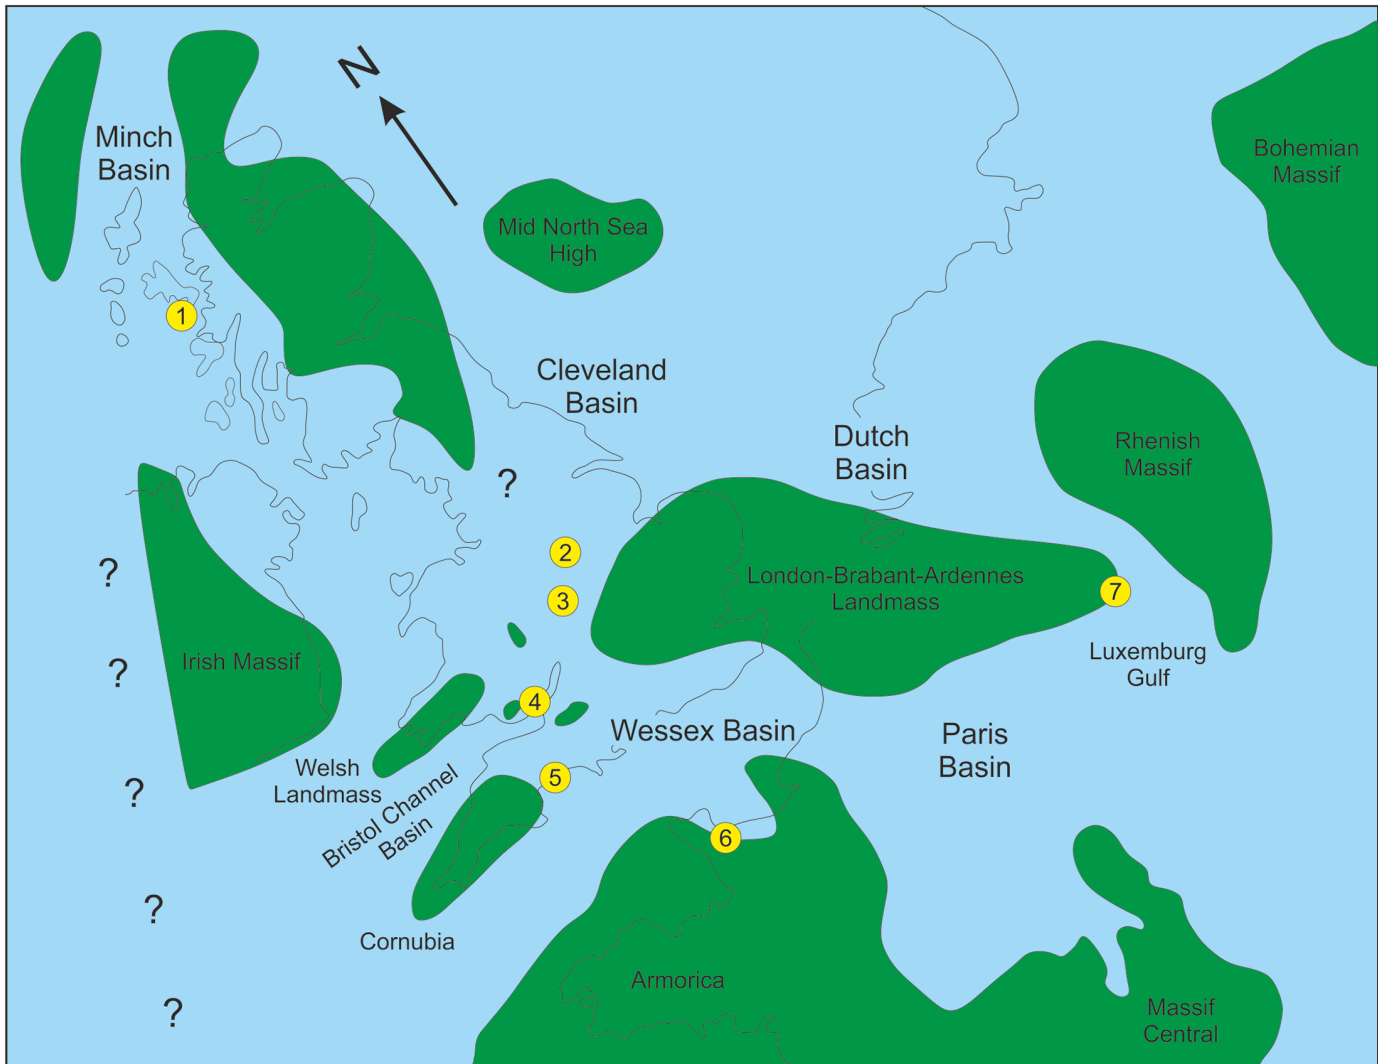 N
Minch
Basin
Bohemian
Massif
Mid North Sea
High
1
Cleveland
Basin
Dutch
Basin
Rhenish
Massif
?
2
?
London-Brabant-Ardennes
Landmass
7
3
Irish Massif
?
Luxemburg
Gulf
4
Wessex Basin
Paris
Basin
Welsh
Landmass
Bristol Channel
Basin
5
?
6
?
Cornubia
Armorica
?
Massif
Central